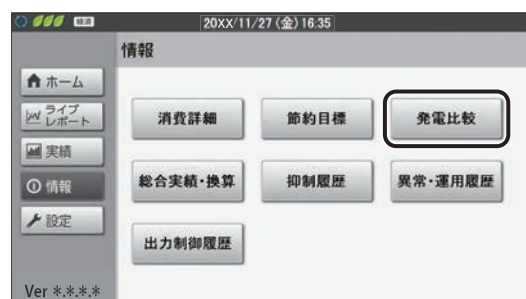 経済
20XX/11/27 (金) 16:35
情報
ホーム
ライブ
レポート
実績
情報
設定
Ver *.*.*.*
消費詳細
節約目標
発電比較
総合実績・換算
抑制履歴
異常・運用履歴
出力制御履歴